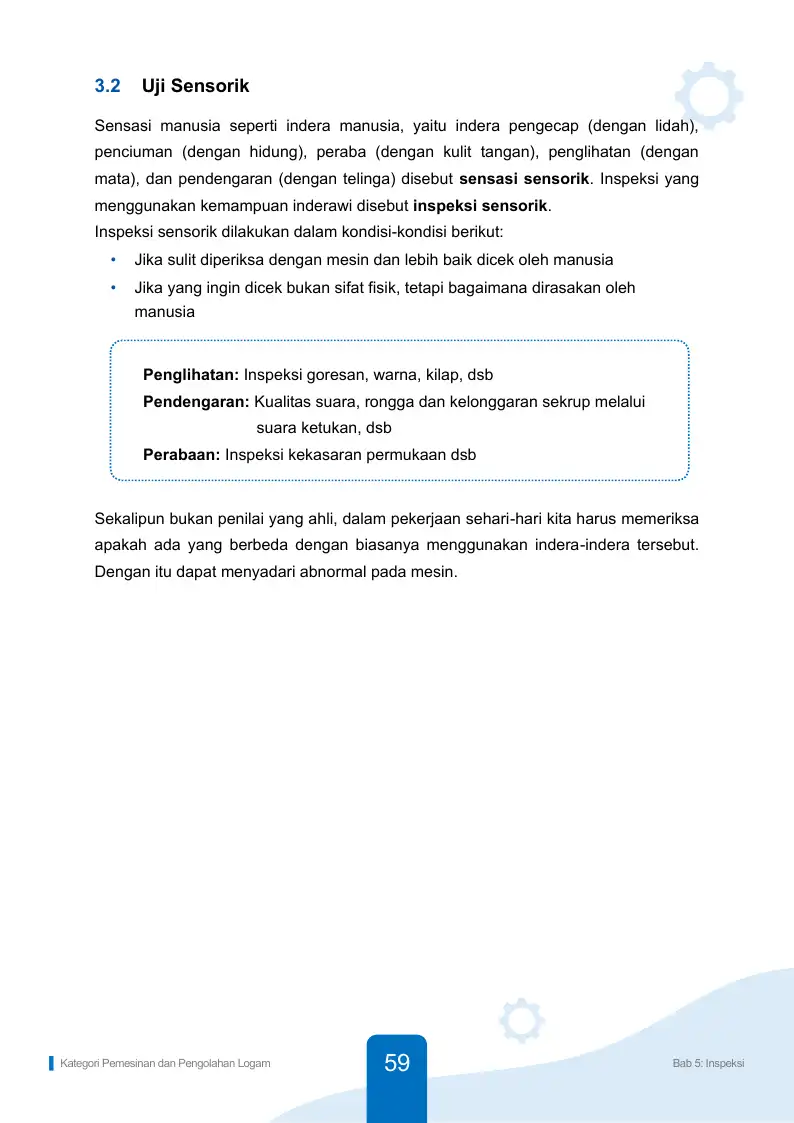 3.2 Uji Sensorik
Sensasi manusia seperti indera manusia, yaitu indera pengecap (dengan lidah),
penciuman (dengan hidung), peraba (dengan kulit tangan), penglihatan (dengan
mata), dan pendengaran (dengan telinga) disebut sensasi sensorik. Inspeksi yang
menggunakan kemampuan inderawi disebut inspeksi sensorik.
Inspeksi sensorik dilakukan dalam kondisi-kondisi berikut:
• Jika sulit diperiksa dengan mesin dan lebih baik dicek oleh manusia
• Jika yang ingin dicek bukan sifat fisik, tetapi bagaimana dirasakan oleh
manusia
Penglihatan: Inspeksi goresan, warna, kilap, dsb
Pendengaran: Kualitas suara, rongga dan kelonggaran sekrup melalui
suara ketukan, dsb
Perabaan: Inspeksi kekasaran permukaan dsb
Sekalipun bukan penilai yang ahli, dalam pekerjaan sehari-hari kita harus memeriksa
apakah ada yang berbeda dengan biasanya menggunakan indera-indera tersebut.
Dengan itu dapat menyadari abnormal pada mesin.
Kategori Pemesinan dan Pengolahan Logam
59
Bab 5: Inspeksi